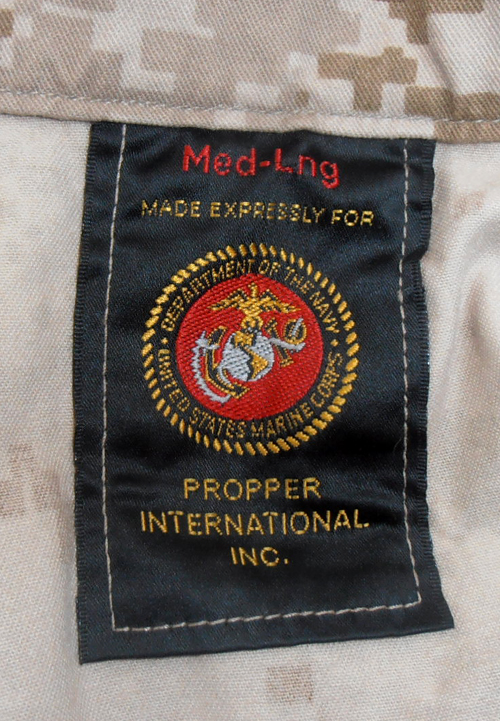 Med-Lng
MADE EXPRESSLY FOR
DEPARTMENT OF THE NAVY
UNITED STATES MARINE CORPS
PROPPER
INTERNATIONAL
INC.